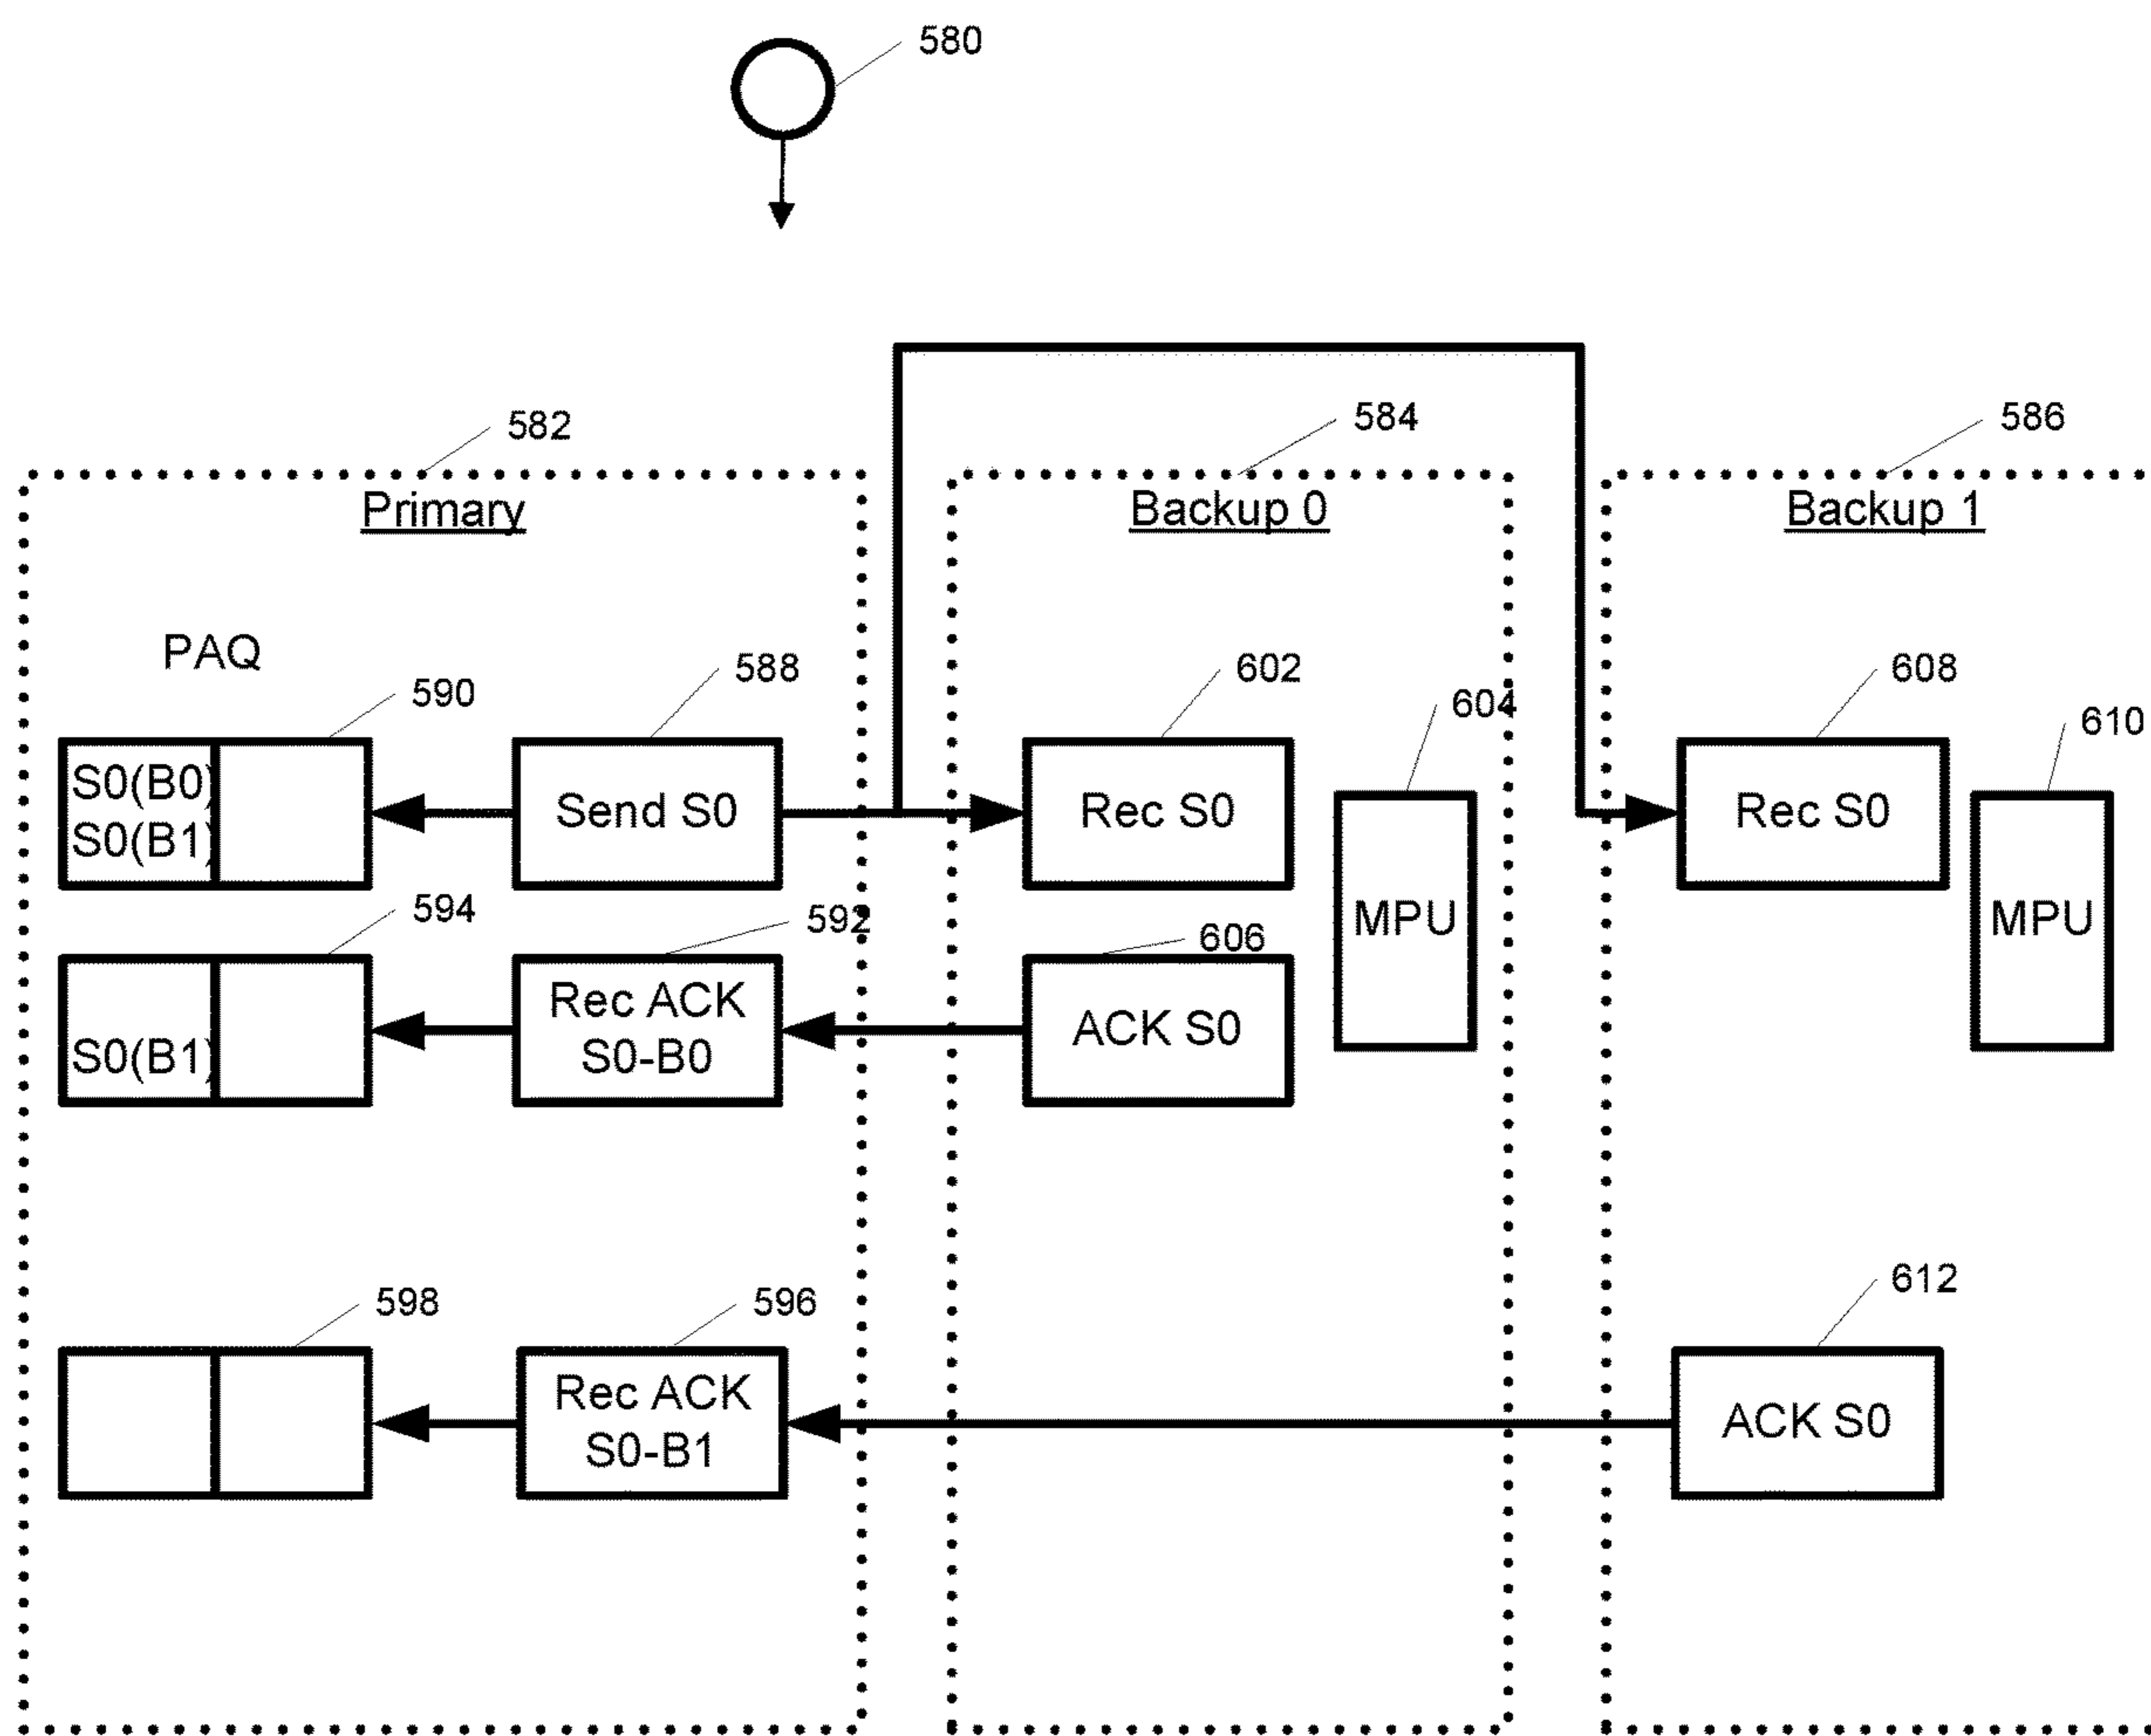 580
582
584
586
Primary
Backup 0
Backup 1
PAQ
590
588
602
604
608
610
S0(B0)
S0(B1)
Send S0
Rec S0
MPU
Rec S0
MPU
594
592
606
S0(B1)
Rec ACK
S0-B0
ACK S0
598
596
612
Rec ACK
S0-B1
ACK S0